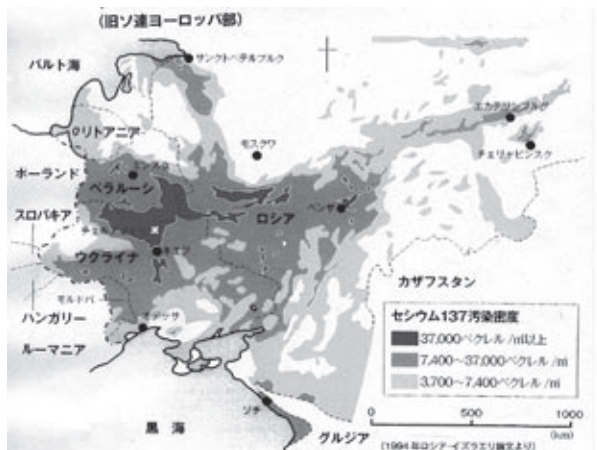 (旧ソ連ヨーロッパ部)
バルト海
サンクトペテルブルク
エカテリンブルク
リトアニア
モスクワ
チェリャビンスク
ポーランド
ミンスク
ベラルーシ
ロシア
ペンザ
スロバキア
ウクライナ
キエフ
カザフスタン
モルドバ
ハンガリー
オデッサ
ルーマニア
セシウム137汚染密度
37,000ベクレル/㎡以上
7,400〜37,000ベクレル/㎡
3,700〜7,400ベクレル/㎡
ソチ
黒海
グルジア
0 500 1000
(km)
[1994年ロシア・イズラエリ論文より]